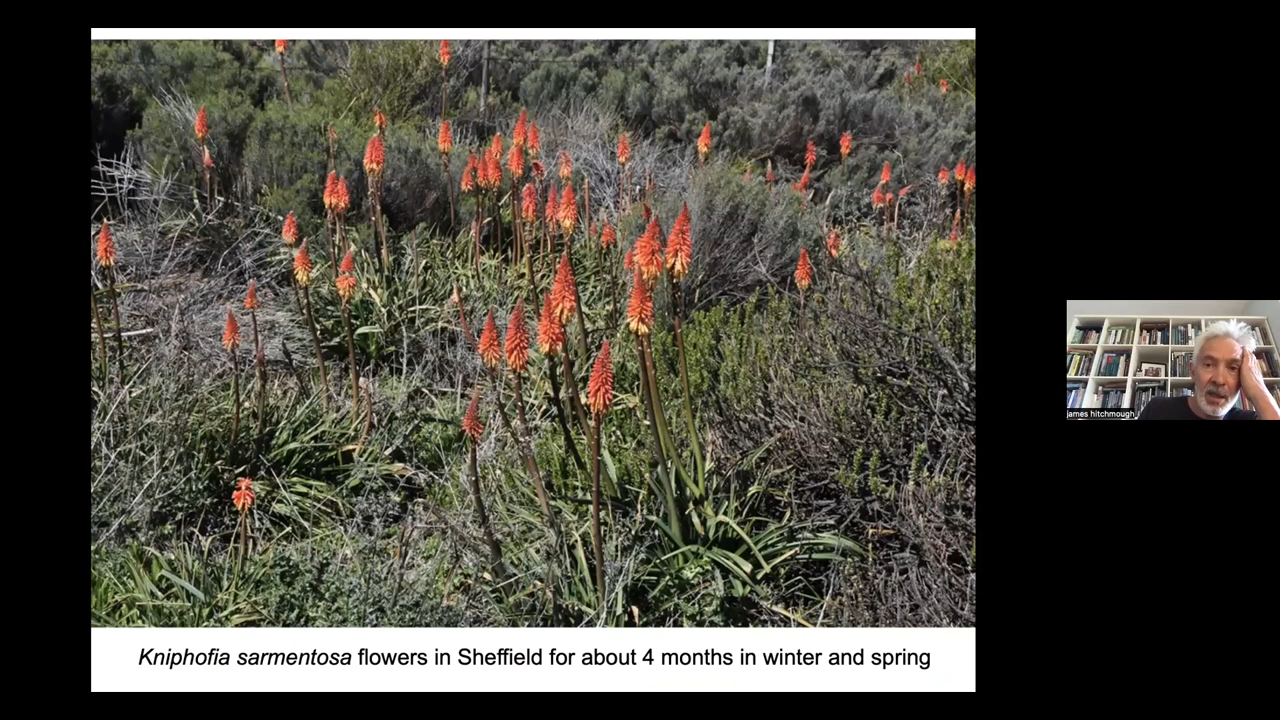 Kniphofia sarmentosa flowers in Sheffield for about 4 months in winter and spring
james hitchmough